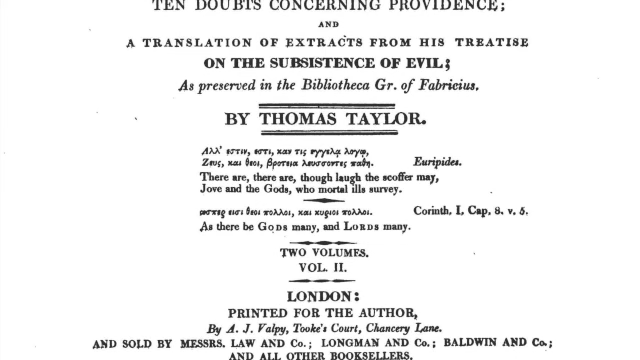 TEN DOUBTS CONCERNING PROVIDENCE;
AND
A TRANSLATION OF EXTRACTS FROM HIS TREATISE
ON THE SUBSISTENCE OF EVIL;
As preserved in the Bibliotheca Gr. of Fabricius.
BY THOMAS TAYLOR.
Αλλ' εστιν, εστι, καν τις εγγελα λογῳ,
Ζευς, και θεοι, βροτεια λευσσοντες παθη. Euripides.
There are, there are, though laugh the scoffer may,
Jove and the Gods, who mortal ills survey.
ωσπερ εισι θεοι πολλοι, και κυριοι πολλοι. Corinth. I, Cap. 8. v. 5.
As there be GODS many, and LORDS many.
TWO VOLUMES.
VOL. II.
LONDON:
PRINTED FOR THE AUTHOR,
By A. J. Valpy, Tooke's Court, Chancery Lane.
AND SOLD BY MESSRS. LAW AND Co.; LONGMAN AND Co.; BALDWIN AND Co.;
AND ALL OTHER BOOKSELLERS.